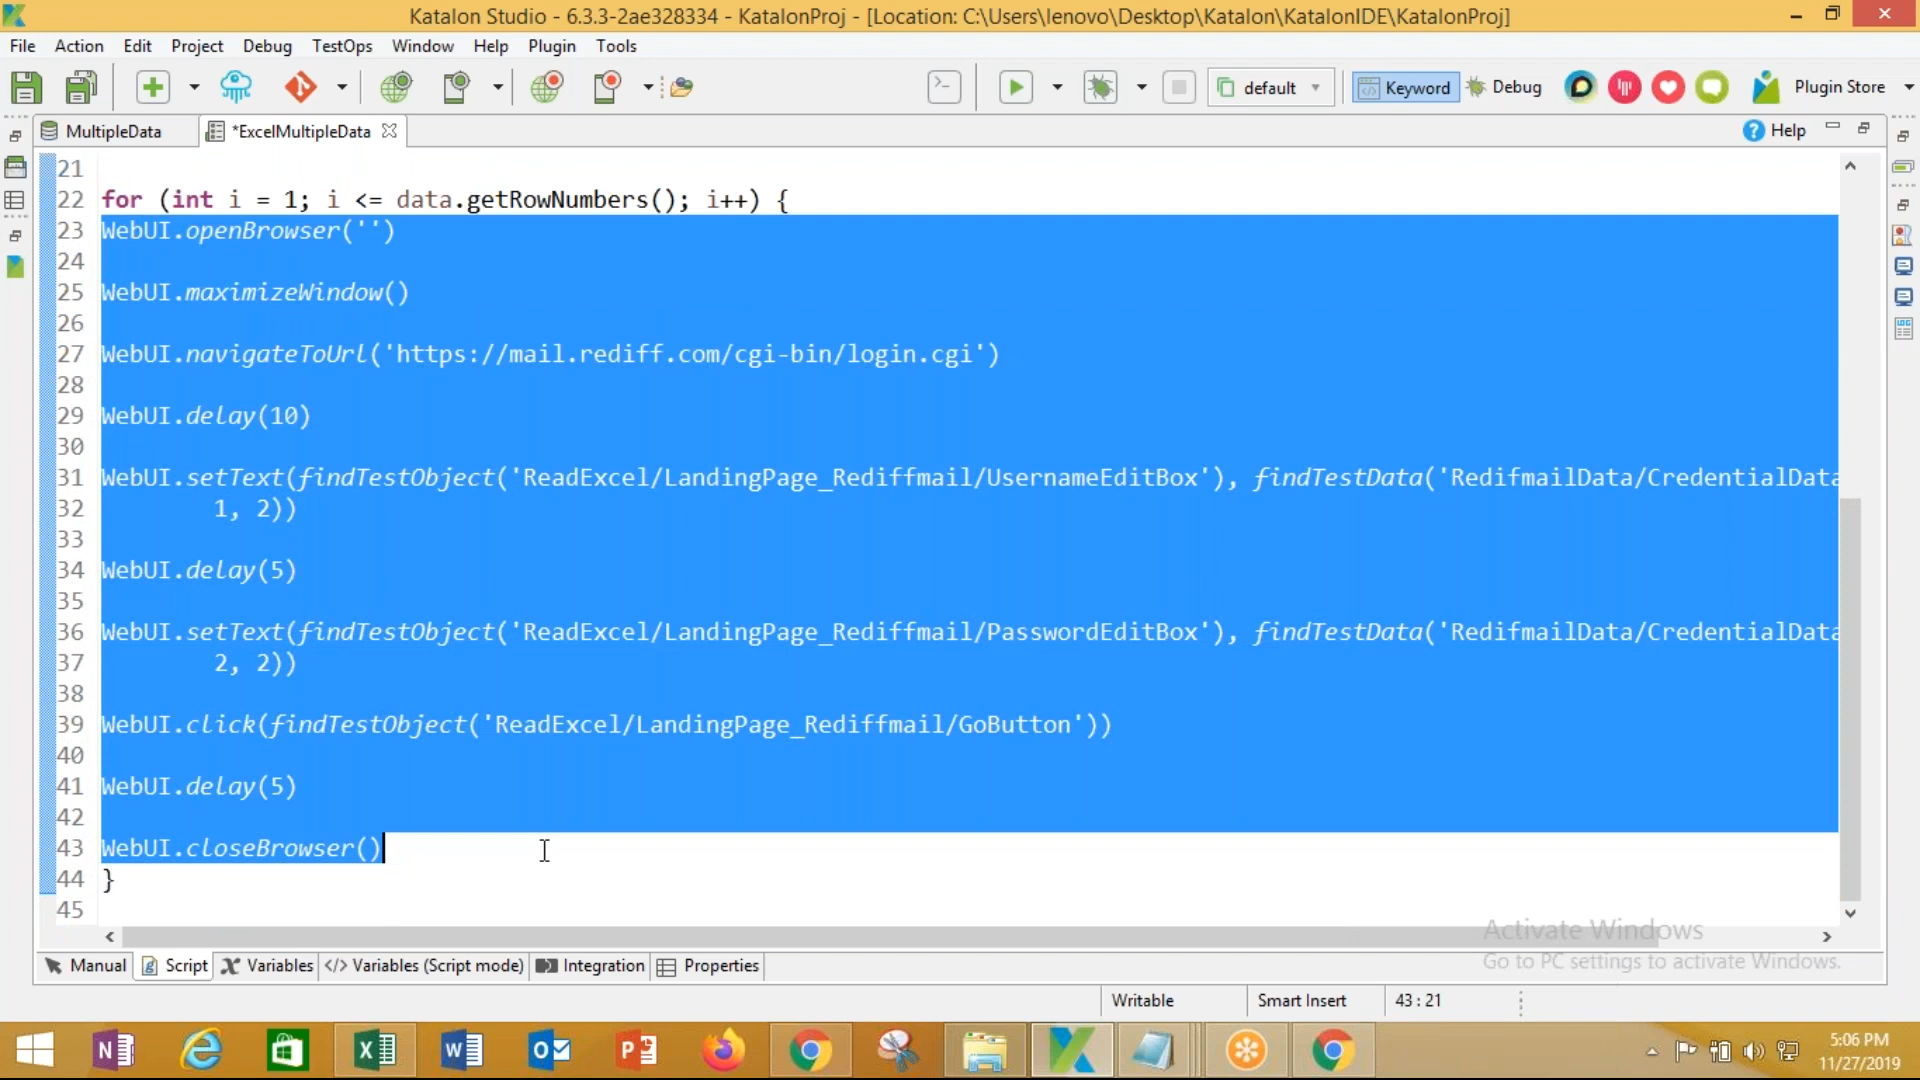 Katalon Studio - 6.3.3-2ae328334 - KatalonProj - [Location: C:\Users\lenovo\Desktop\Katalon\KatalonIDE\KatalonProj]
File Action Edit Project Debug TestOps Window Help Plugin Tools
default Keyword Debug Plugin Store
MultipleData *ExcelMultipleData Help
21
22 for (int i = 1; i <= data.getRowNumbers(); i++) {
23 WebUI.openBrowser('')
24
25 WebUI.maximizeWindow()
26
27 WebUI.navigateToUrl('https://mail.rediff.com/cgi-bin/login.cgi')
28
29 WebUI.delay(10)
30
31 WebUI.setText(findTestObject('ReadExcel/LandingPage_Rediffmail/UsernameEditBox'), findTestData('RedifmailData/CredentialData
32 1, 2))
33
34 WebUI.delay(5)
35
36 WebUI.setText(findTestObject('ReadExcel/LandingPage_Rediffmail/PasswordEditBox'), findTestData('RedifmailData/CredentialData
37 2, 2))
38
39 WebUI.click(findTestObject('ReadExcel/LandingPage_Rediffmail/GoButton'))
40
41 WebUI.delay(5)
42
43 WebUI.closeBrowser()
44 }
45
Activate Windows
Go to PC settings to activate Windows.
Manual Script Variables </> Variables (Script mode) Integration Properties
Writable Smart Insert 43 : 21
5:06 PM
11/27/2019